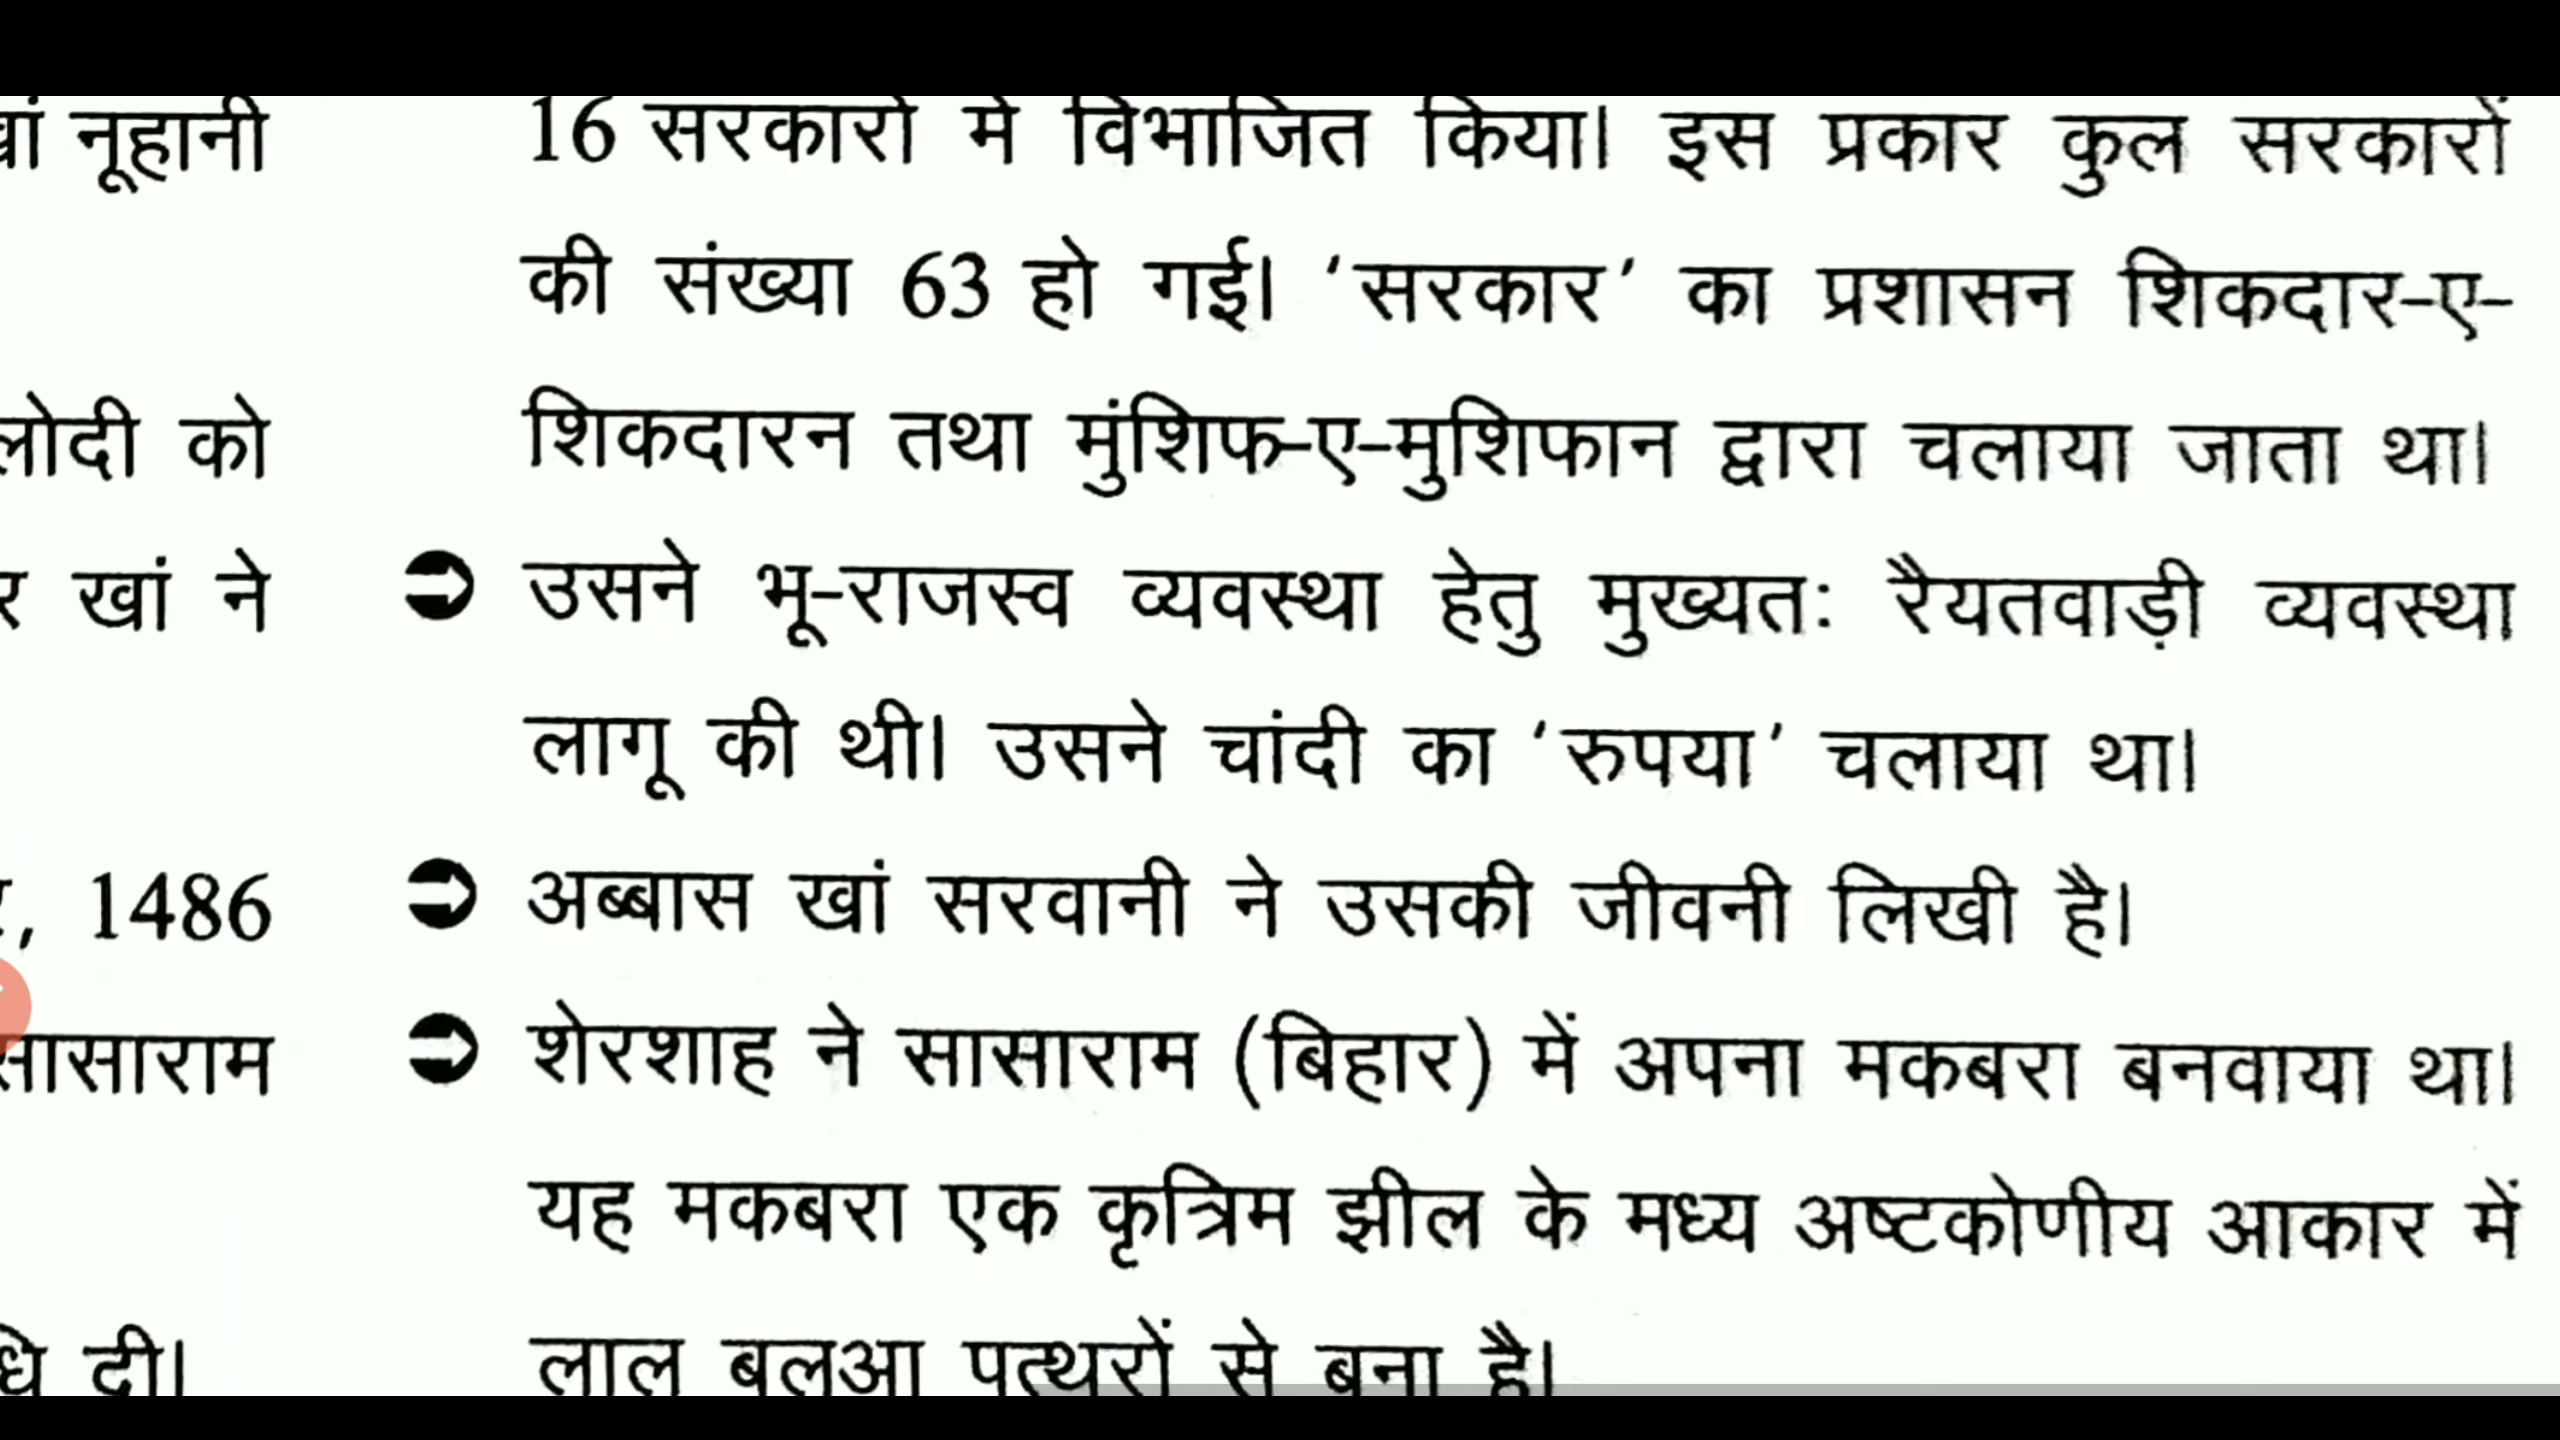 नूहानी
लोदी को
खां ने
1486
सासाराम
दी।
16 सरकारों में विभाजित किया। इस प्रकार कुल सरकारों
की संख्या 63 हो गई। ‘सरकार’ का प्रशासन शिकदार-ए-
शिकदारन तथा मुंशिफ-ए-मुशिफान द्वारा चलाया जाता था।
➲ उसने भू-राजस्व व्यवस्था हेतु मुख्यतः रैयतवाड़ी व्यवस्था
लागू की थी। उसने चांदी का ‘रुपया’ चलाया था।
➲ अब्बास खां सरवानी ने उसकी जीवनी लिखी है।
➲ शेरशाह ने सासाराम (बिहार) में अपना मकबरा बनवाया था।
यह मकबरा एक कृत्रिम झील के मध्य अष्टकोणीय आकार में
लाल बलुआ पत्थरों से बना है।